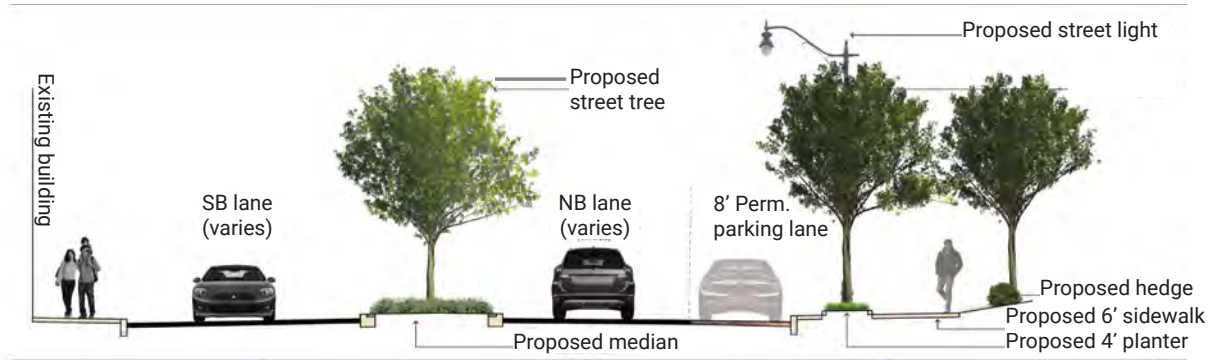 Proposed street light
Proposed
street tree
Existing building
SB lane
(varies)
NB lane
(varies)
8' Perm.
parking lane
Proposed hedge
Proposed 6' sidewalk
Proposed 4' planter
Proposed median